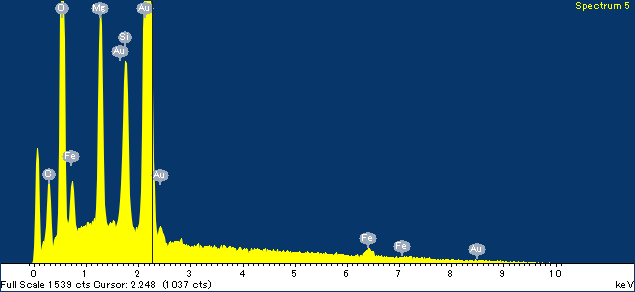 Spectrum 5
O Mg Au
Si
Au
Fe
O Au
Fe Fe Au
0 1 2 3 4 5 6 7 8 9 10
Full Scale 1539 cts Cursor: 2.248 (1037 cts) keV